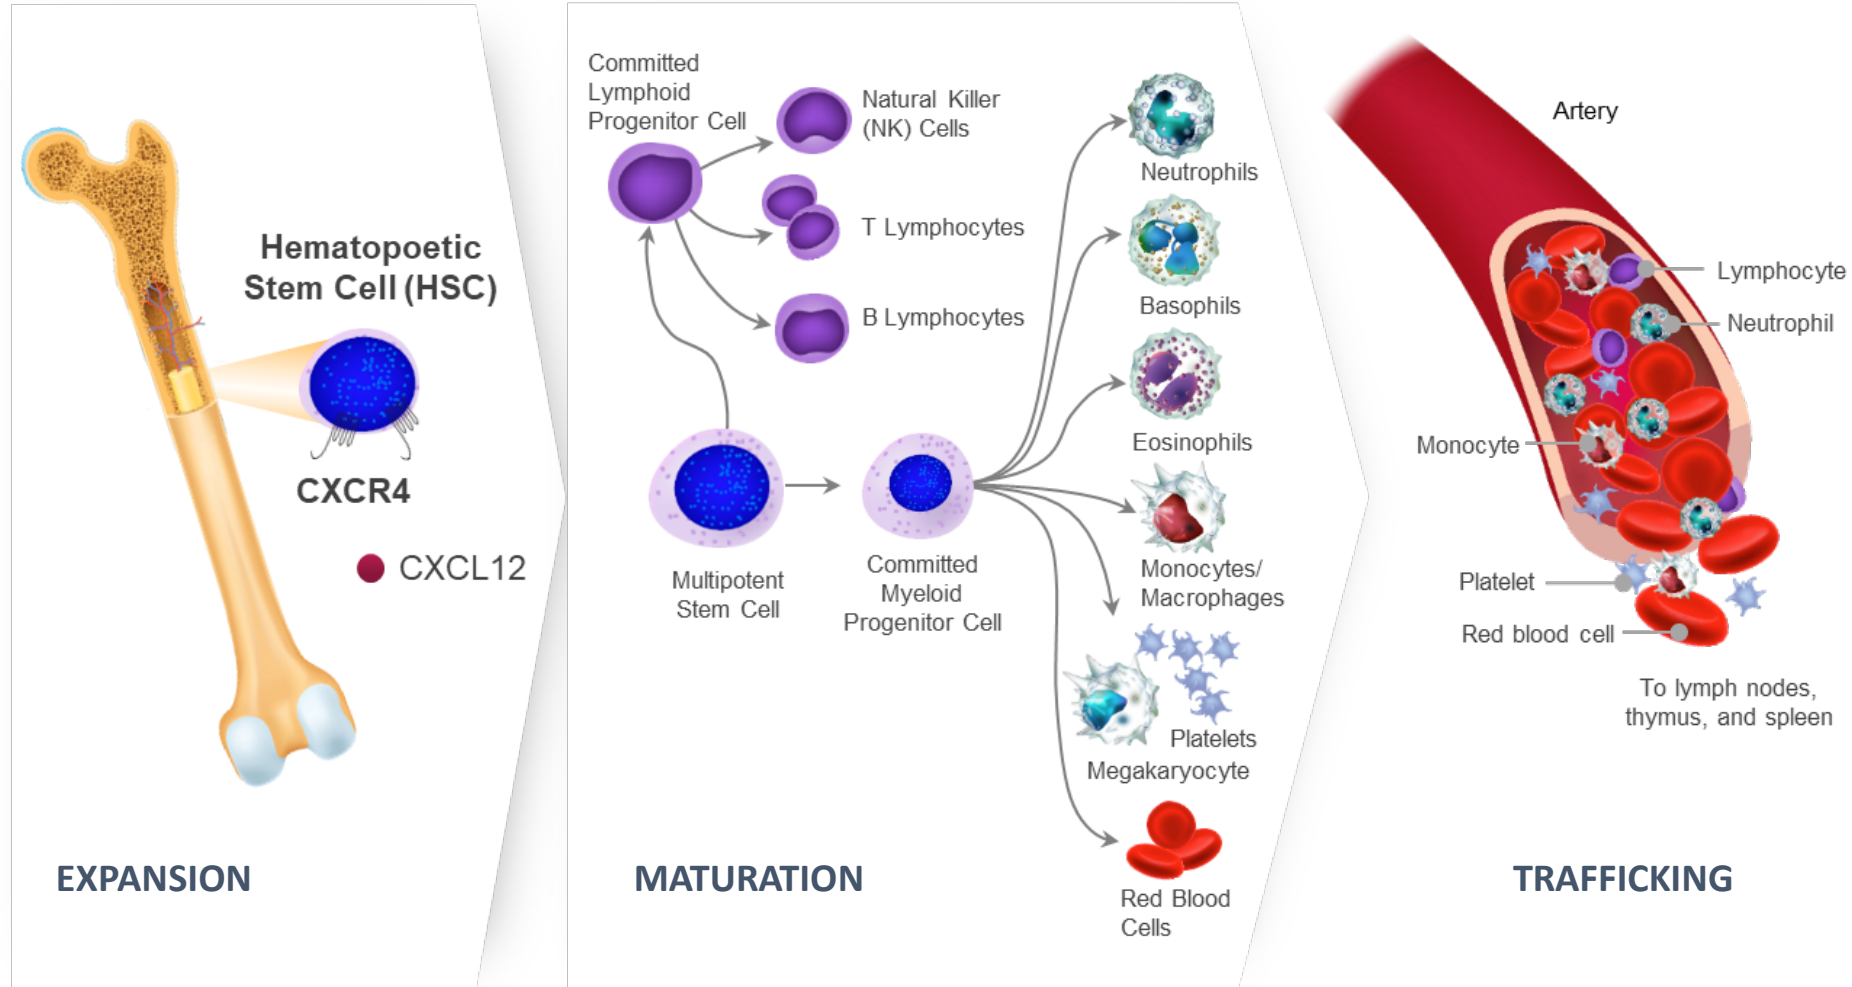 Hematopoetic
Stem Cell (HSC)
CXCR4
CXCL12
EXPANSION
Committed
Lymphoid
Progenitor Cell
Natural Killer
(NK) Cells
T Lymphocytes
B Lymphocytes
Multipotent
Stem Cell
Committed
Myeloid
Progenitor Cell
Neutrophils
Basophils
Eosinophils
Monocytes/
Macrophages
Platelets
Megakaryocyte
Red Blood
Cells
MATURATION
Artery
Lymphocyte
Neutrophil
Monocyte
Platelet
Red blood cell
To lymph nodes,
thymus, and spleen
TRAFFICKING